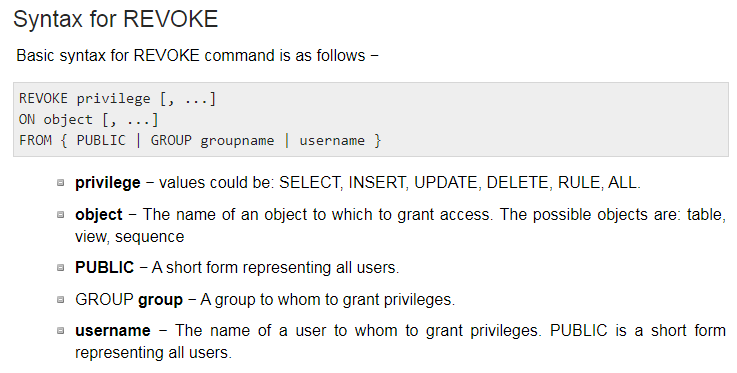 Syntax for REVOKE
Basic syntax for REVOKE command is as follows −
REVOKE privilege [, ...]
ON object [, ...]
FROM { PUBLIC | GROUP groupname | username }
privilege − values could be: SELECT, INSERT, UPDATE, DELETE, RULE, ALL.
object − The name of an object to which to grant access. The possible objects are: table,
view, sequence
PUBLIC − A short form representing all users.
GROUP group − A group to whom to grant privileges.
username − The name of a user to whom to grant privileges. PUBLIC is a short form
representing all users.